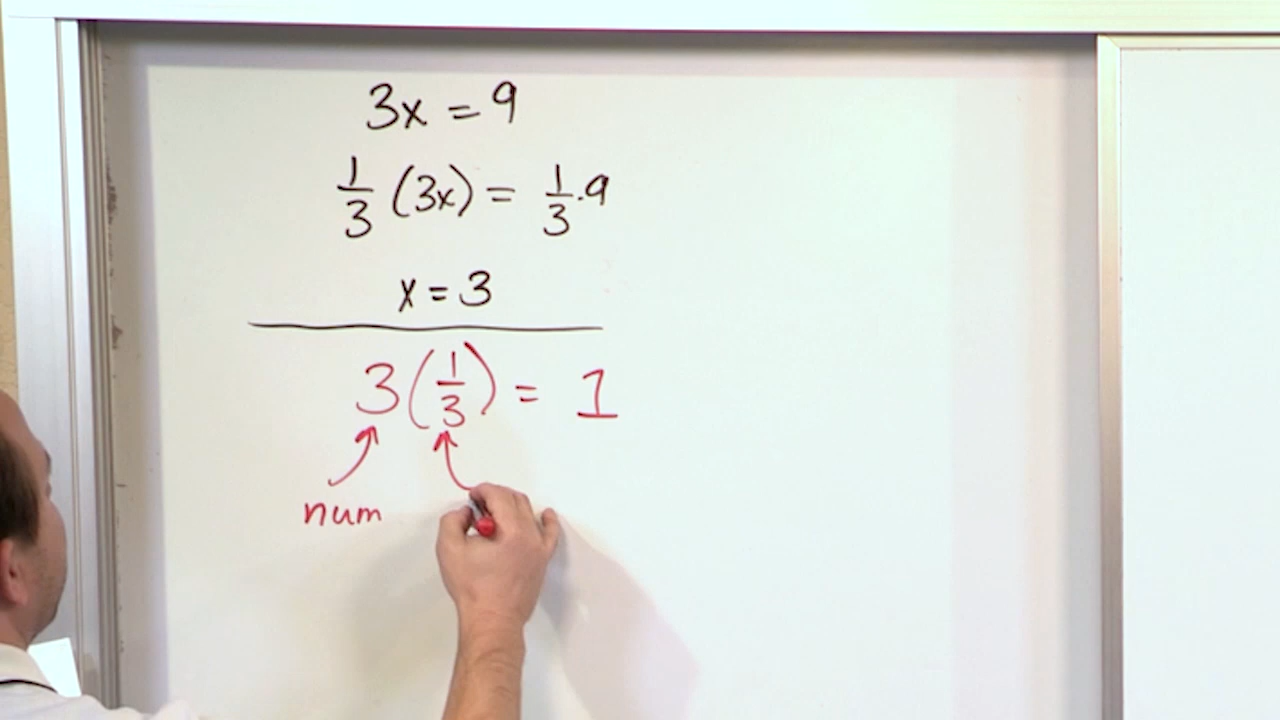 3x = 9
1/3 (3x) = 1/3 · 9
x = 3
3(1/3) = 1
num